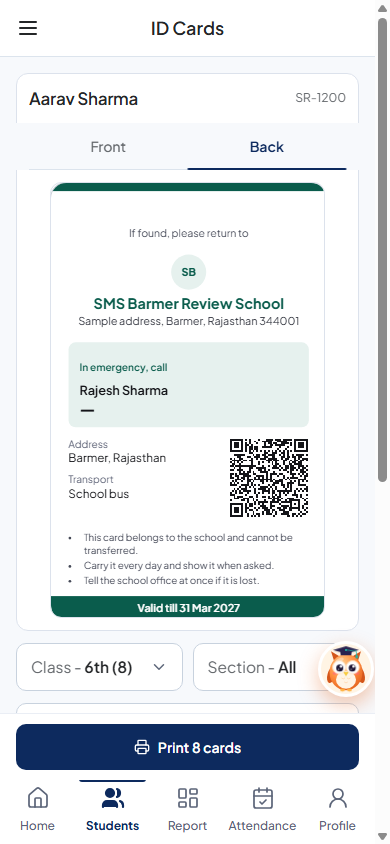 ID Cards
Aarav Sharma
SR-1200
Front
Back
If found, please return to
SB
SMS Barmer Review School
Sample address, Barmer, Rajasthan 344001
In emergency, call
Rajesh Sharma
—
Address
Barmer, Rajasthan
Transport
School bus
• This card belongs to the school and cannot be
transferred.
• Carry it every day and show it when asked.
• Tell the school office at once if it is lost.
Valid till 31 Mar 2027
Class - 6th (8)
Section - All
Print 8 cards
Home
Students
Report
Attendance
Profile